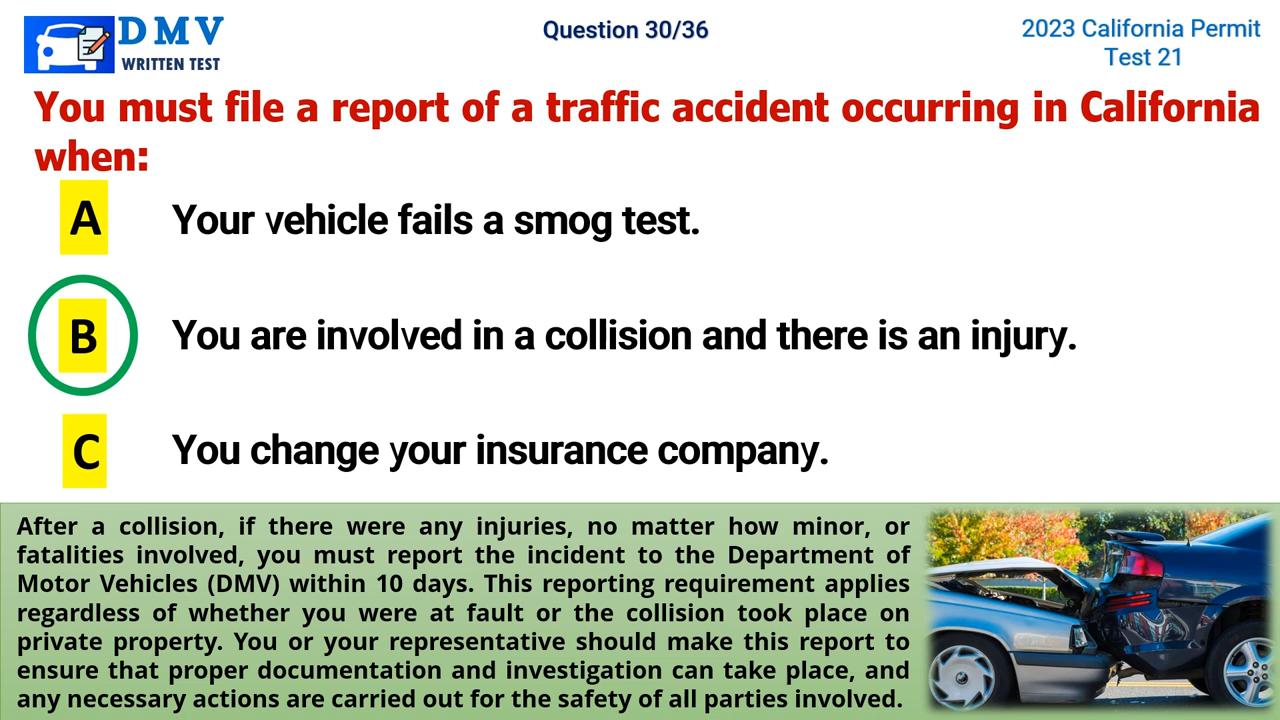 DMV
WRITTEN TEST
Question 30/36
2023 California Permit
Test 21
You must file a report of a traffic accident occurring in California
when:
A
Your vehicle fails a smog test.
B
You are involved in a collision and there is an injury.
C
You change your insurance company.
After a collision, if there were any injuries, no matter how minor, or
fatalities involved, you must report the incident to the Department of
Motor Vehicles (DMV) within 10 days. This reporting requirement applies
regardless of whether you were at fault or the collision took place on
private property. You or your representative should make this report to
ensure that proper documentation and investigation can take place, and
any necessary actions are carried out for the safety of all parties involved.